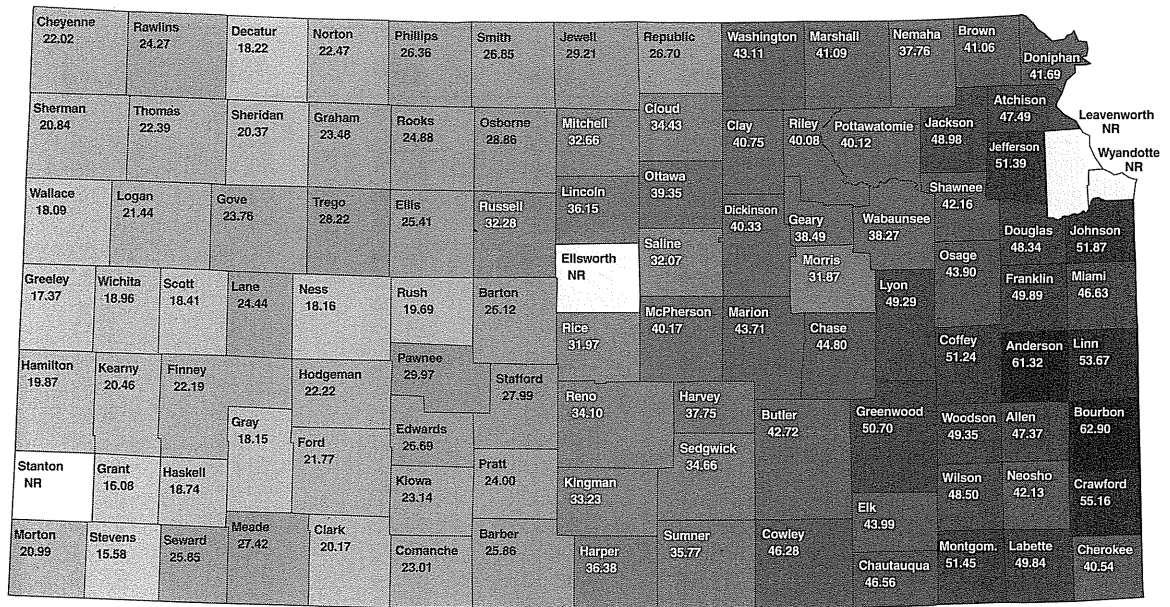 Cheyenne
22.02
Rawlins
24.27
Decatur
18.22
Norton
22.47
Phillips
26.36
Smith
26.85
Jewell
29.21
Republic
26.70
Washington
43.11
Marshall
41.09
Nemaha
37.76
Brown
41.06
Doniphan
41.69
Sherman
20.84
Thomas
22.39
Sheridan
20.37
Graham
23.48
Rooks
24.88
Osborne
28.86
Mitchell
32.66
Cloud
34.43
Clay
40.75
Riley
40.08
Pottawatomie
40.12
Jackson
48.98
Atchison
47.49
Jefferson
51.39
Leavenworth
NR
Wyandotte
NR
Wallace
18.09
Logan
21.44
Gove
23.76
Trego
28.22
Ellis
25.41
Russell
32.28
Lincoln
36.15
Ottawa
39.35
Dickinson
40.33
Geary
38.49
Wabaunsee
38.27
Shawnee
42.16
Douglas
48.34
Johnson
51.87
Ellsworth
NR
Saline
32.07
Morris
31.87
Osage
43.90
Franklin
49.89
Miami
46.63
Greeley
17.37
Wichita
18.96
Scott
18.41
Lane
24.44
Ness
18.16
Rush
19.69
Barton
26.12
Rice
31.97
McPherson
40.17
Marion
43.71
Chase
44.80
Lyon
49.29
Coffey
51.24
Anderson
61.32
Linn
53.67
Hamilton
19.87
Kearny
20.46
Finney
22.19
Hodgeman
22.22
Pawnee
29.97
Stafford
27.99
Reno
34.10
Harvey
37.75
Butler
42.72
Greenwood
50.70
Woodson
49.35
Allen
47.37
Bourbon
62.90
Gray
18.15
Ford
21.77
Edwards
26.69
Sedgwick
34.66
Stanton
NR
Grant
16.08
Haskell
18.74
Kiowa
23.14
Pratt
24.00
Kingman
33.23
Elk
43.99
Wilson
48.50
Neosho
42.13
Crawford
55.16
Morton
20.99
Stevens
15.58
Seward
25.85
Meade
27.42
Clark
20.17
Comanche
23.01
Barber
25.86
Harper
36.38
Sumner
35.77
Cowley
46.28
Chautauqua
46.56
Montgom.
51.45
Labette
49.84
Cherokee
40.54